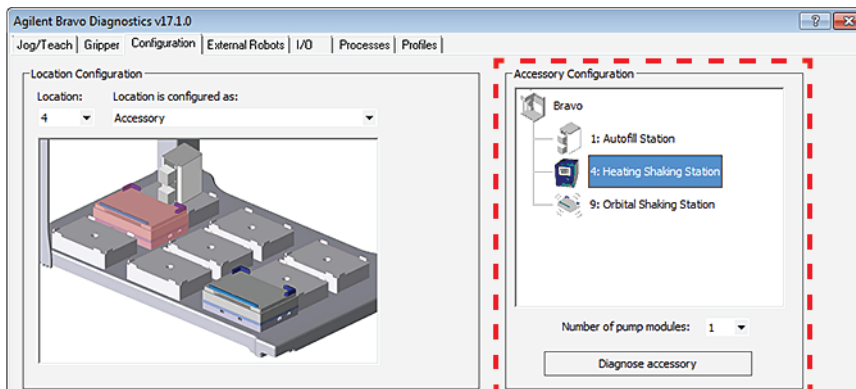 Agilent Bravo Diagnostics v17.1.0
Jog/Teach Gripper Configuration External Robots I/O Processes Profiles
Location Configuration
Location: Location is configured as:
4 Accessory
Accessory Configuration
Bravo
1: Autofill Station
4: Heating Shaking Station
9: Orbital Shaking Station
Number of pump modules: 1
Diagnose accessory